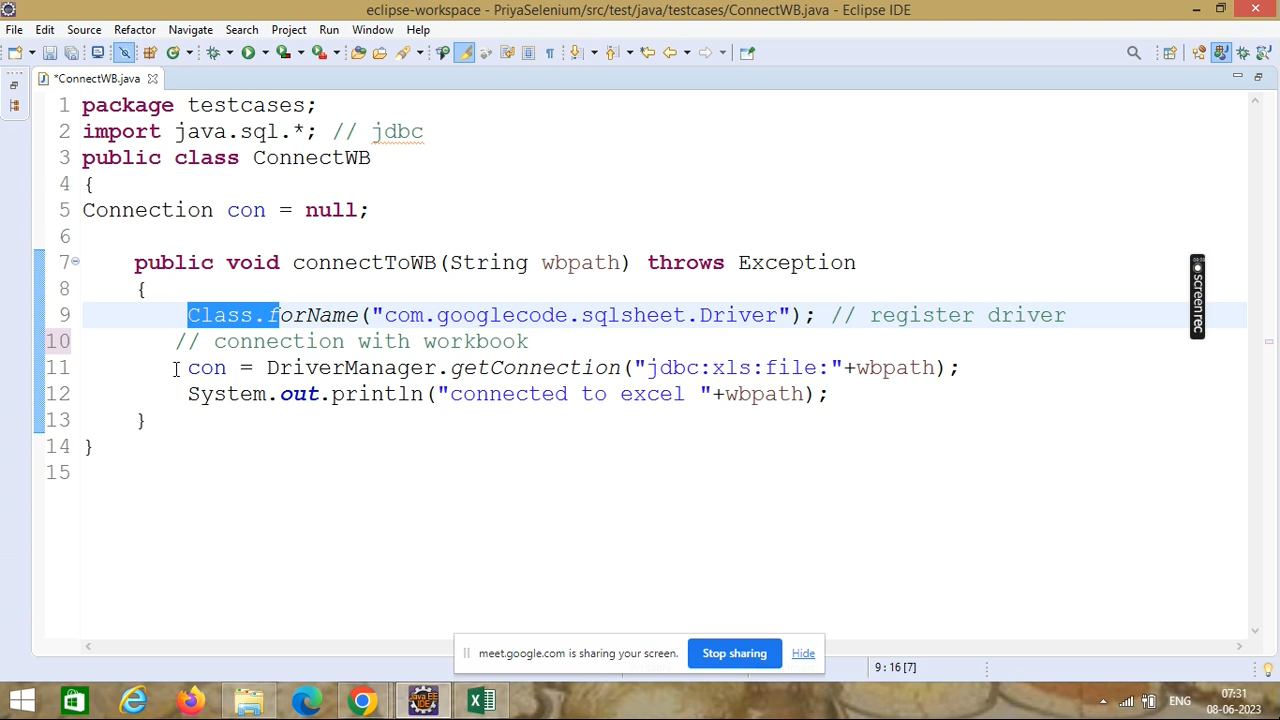 eclipse-workspace - PriyaSelenium/src/test/java/testcases/ConnectWB.java - Eclipse IDE
File Edit Source Refactor Navigate Search Project Run Window Help
*ConnectWB.java
1 package testcases;
2 import java.sql.*; // jdbc
3 public class ConnectWB
4 {
5 Connection con = null;
6
7 public void connectToWB(String wbpath) throws Exception
8 {
9 Class.forName("com.googlecode.sqlsheet.Driver"); // register driver
10 // connection with workbook
11 con = DriverManager.getConnection("jdbc:xls:file:"+wbpath);
12 System.out.println("connected to excel "+wbpath);
13 }
14 }
15
screenrec
meet.google.com is sharing your screen. Stop sharing Hide
9 : 16 [7]
Java EE IDE
ENG
07:31
08-06-2023